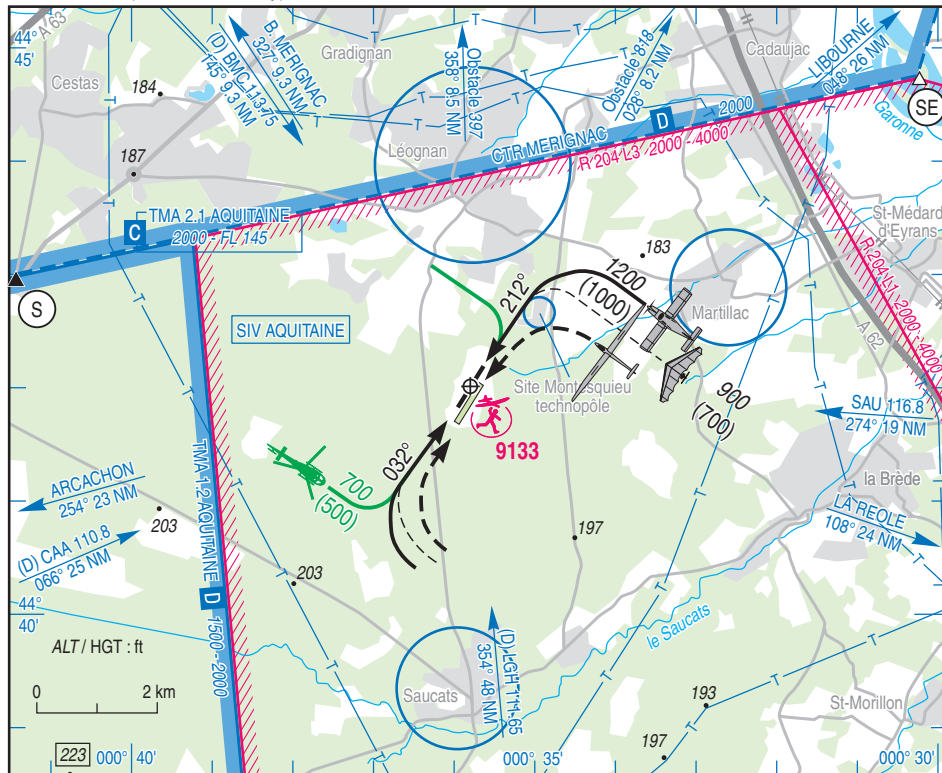 A 63
44°
45'
Cestas
184
187
(D) BMC 113.75
145° 9.3 NM
B. MERIGNAC
327° 9.3 NM
Gradignan
Obstacle 397
358° 8.5 NM
Obstacle 818
028° 8.2 NM
Cadaujac
LIBOURNE
048° 26 NM
SE
Garonne
Léognan
CTR MERIGNAC
D
2000
R 204 L3 2000 - 4000
C
TMA 2.1 AQUITAINE
2000 - FL 145
S
SIV AQUITAINE
183
St-Médard
d'Eyrans
R 204 L1 2000-4000
A 62
212°
1200
(1000)
Martillac
Site Montesquieu
technopôle
900
(700)
9133
SAU 116.8
274° 19 NM
032°
700
(500)
la Brède
LA REOLE
108° 24 NM
ARCACHON
254° 23 NM
203
(D) CAA 110.8
066° 25 NM
TMA 1.2 AQUITAINE
D
1500 - 2000
203
197
44°
40'
le Saucats
ALT / HGT : ft
0
2 km
Saucats
(D) LGH 111.65
354° 48 NM
193
St-Morillon
197
223
000° 40'
000° 35'
000° 30'